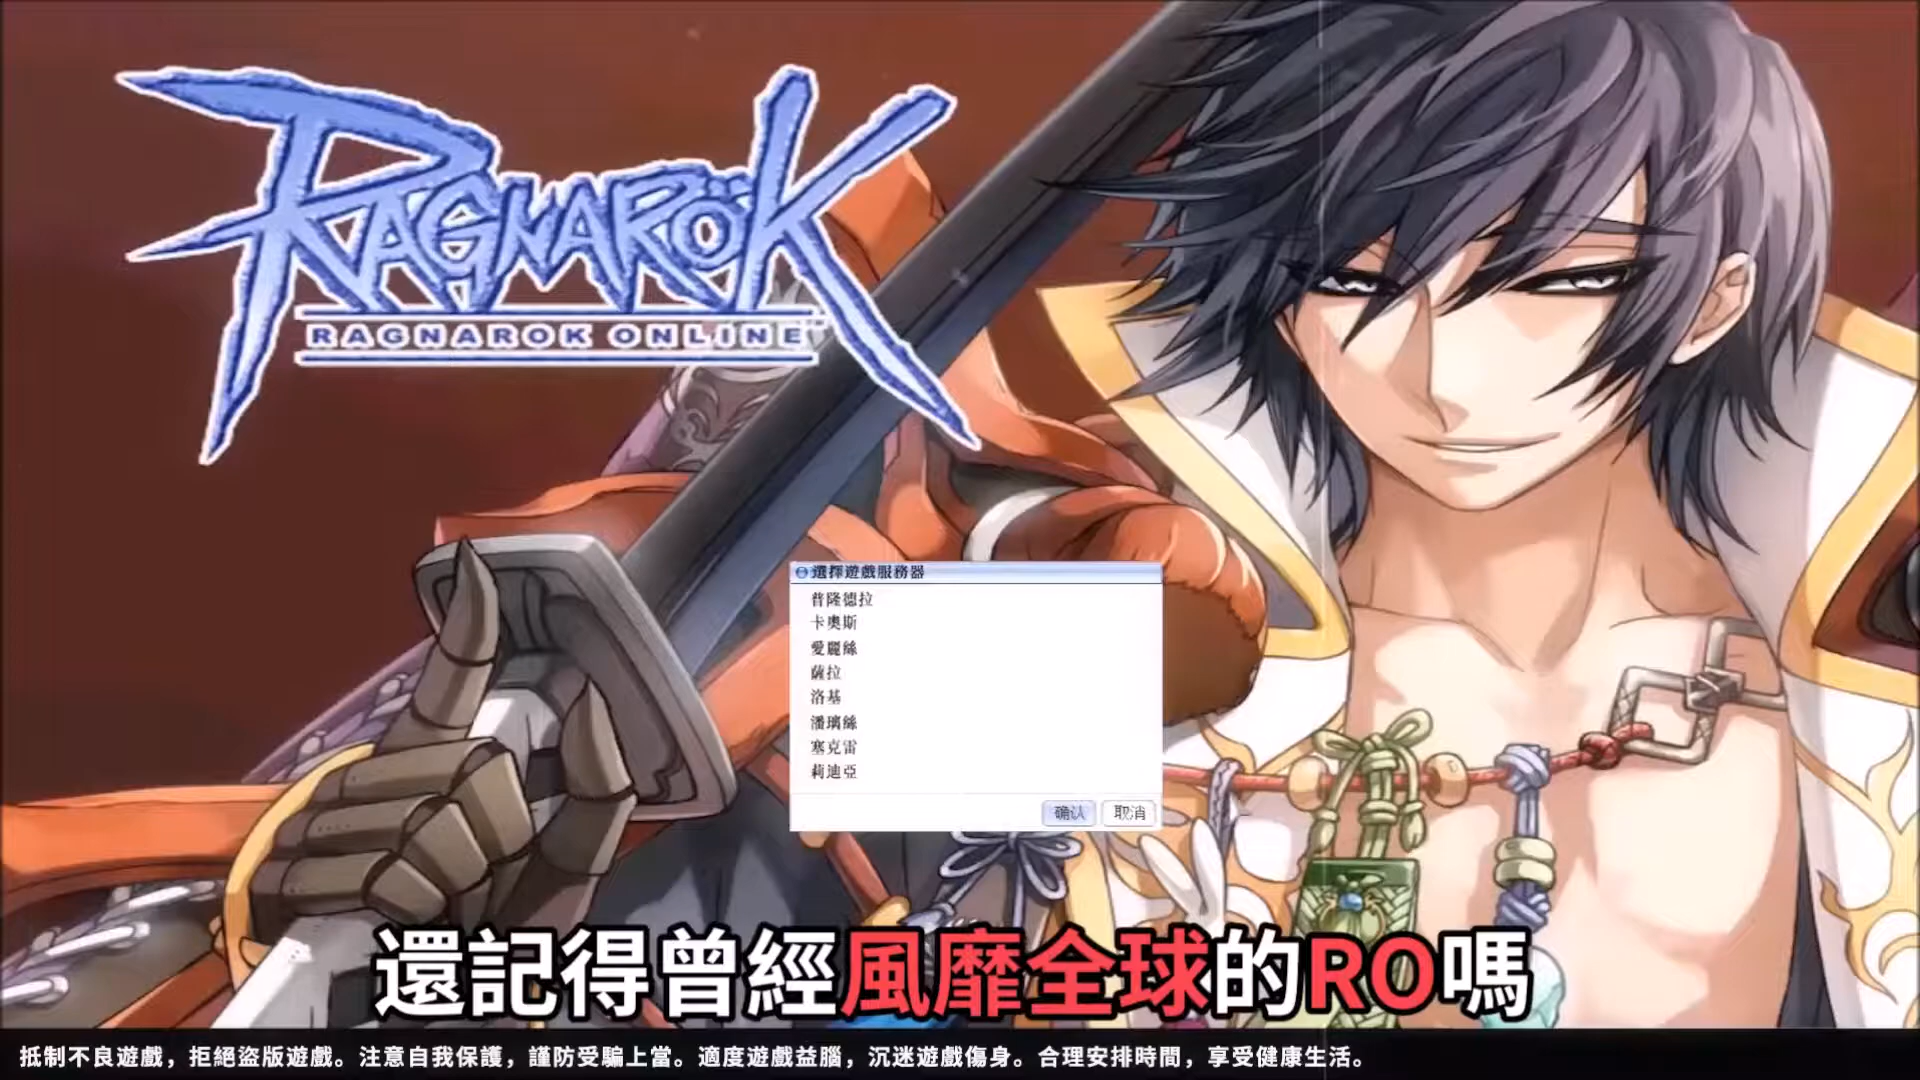 RAGNARÖK
RAGNAROK ONLINE
選擇遊戲服務器
普隆德拉
卡奧斯
愛麗絲
薩拉
洛基
潘璃絲
塞克雷
莉迪亞
确认 取消
還記得曾經風靡全球的RO嗎
抵制不良遊戲，拒絕盜版遊戲。注意自我保護，謹防受騙上當。適度遊戲益腦，沉迷遊戲傷身。合理安排時間，享受健康生活。